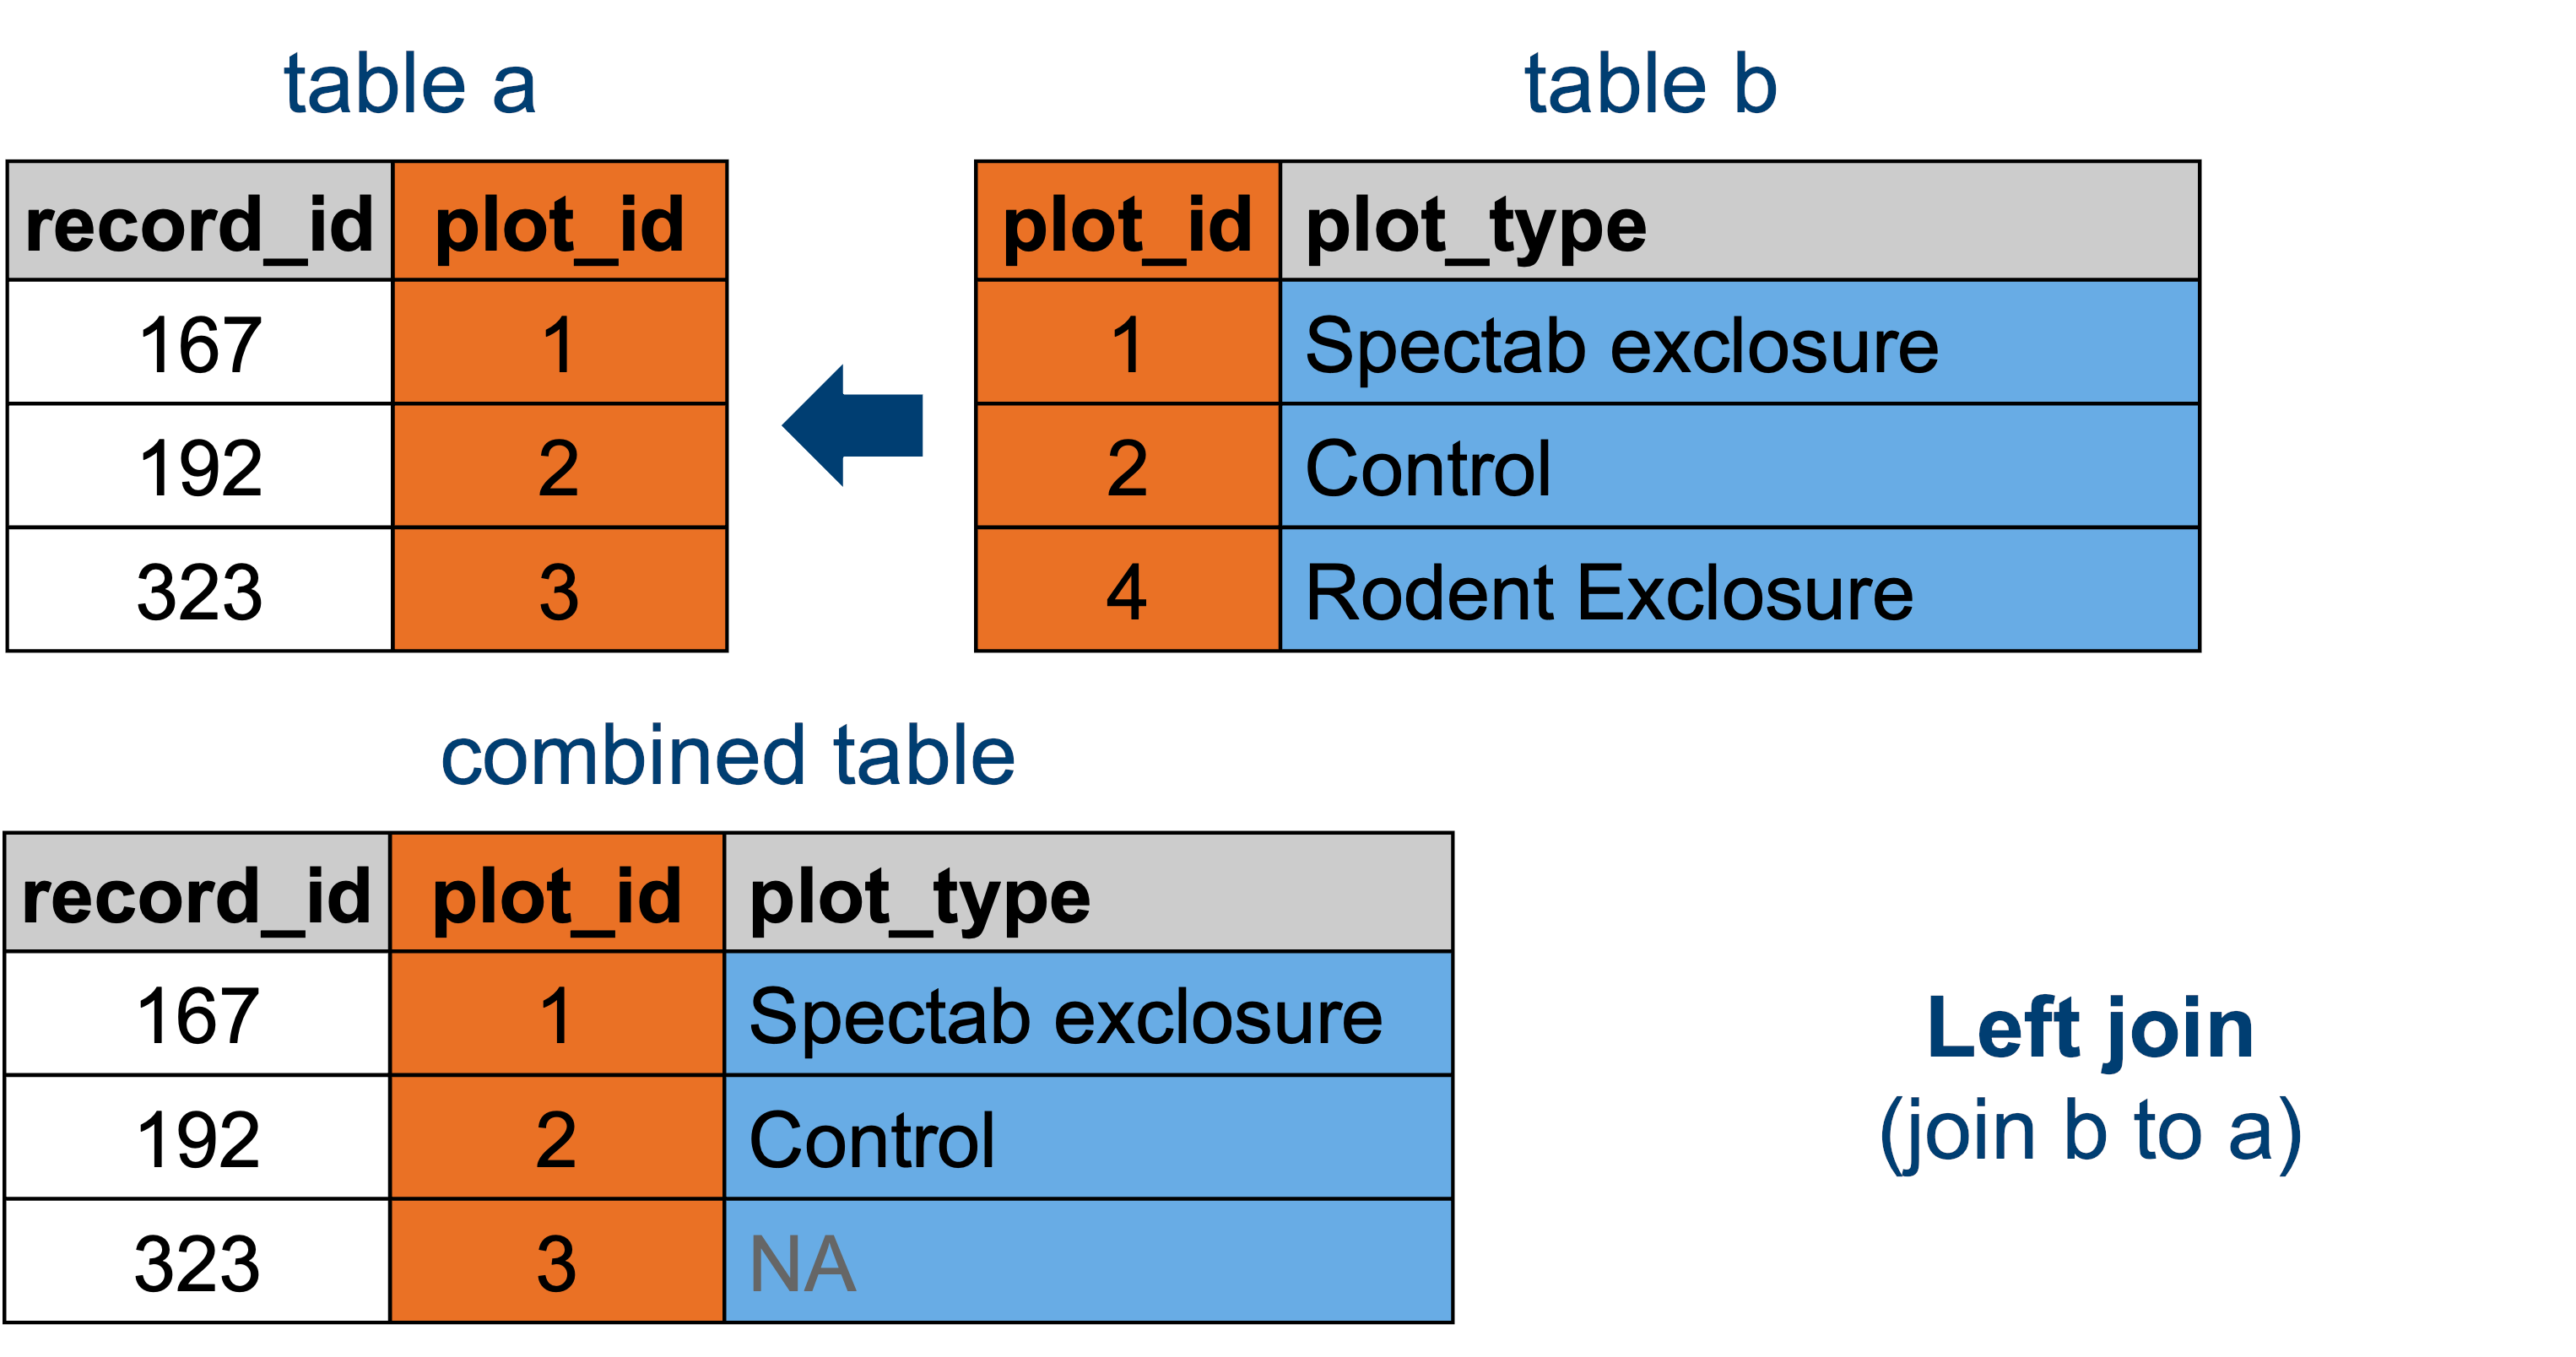 table a
record_id plot_id
167 1
192 2
323 3
table b
plot_id plot_type
1 Spectab exclosure
2 Control
4 Rodent Exclosure
combined table
record_id plot_id plot_type
167 1 Spectab exclosure
192 2 Control
323 3 NA
Left join
(join b to a)